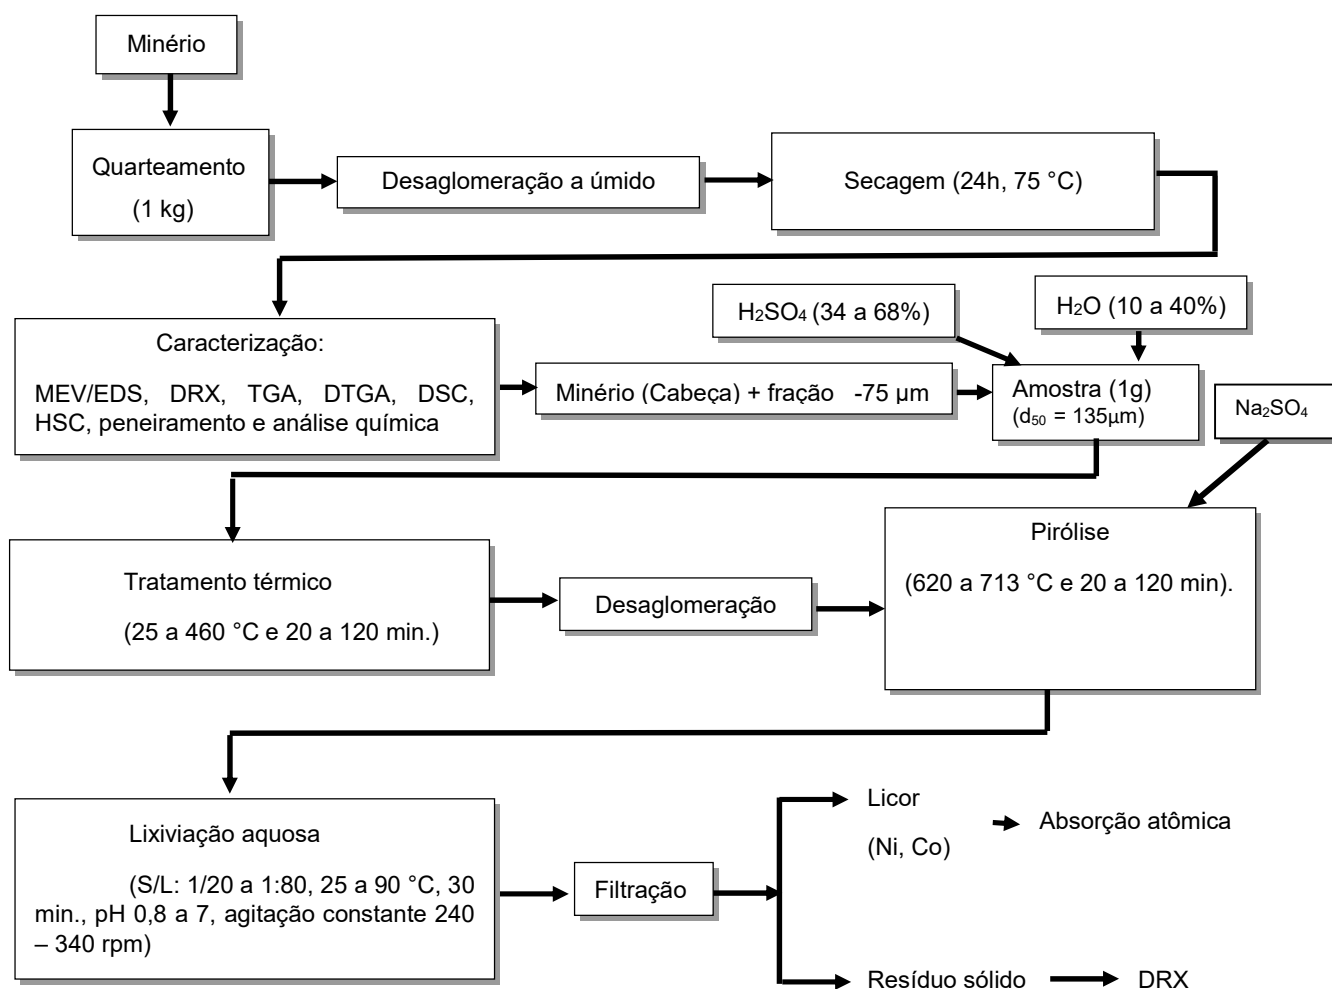 Minério
Quarteamento
(1 kg)
Desaglomeração a úmido
Secagem (24h, 75 °C)
H₂SO₄ (34 a 68%)
H₂O (10 a 40%)
Caracterização:
MEV/EDS, DRX, TGA, DTGA, DSC,
HSC, peneiramento e análise química
Minério (Cabeça) + fração -75 µm
Amostra (1g)
(d₅₀ = 135µm)
Na₂SO₄
Tratamento térmico
(25 a 460 °C e 20 a 120 min.)
Desaglomeração
Pirólise
(620 a 713 °C e 20 a 120 min).
Lixiviação aquosa
(S/L: 1/20 a 1:80, 25 a 90 °C, 30
min., pH 0,8 a 7, agitação constante 240
– 340 rpm)
Filtração
Licor
(Ni, Co)
Absorção atômica
Resíduo sólido
DRX